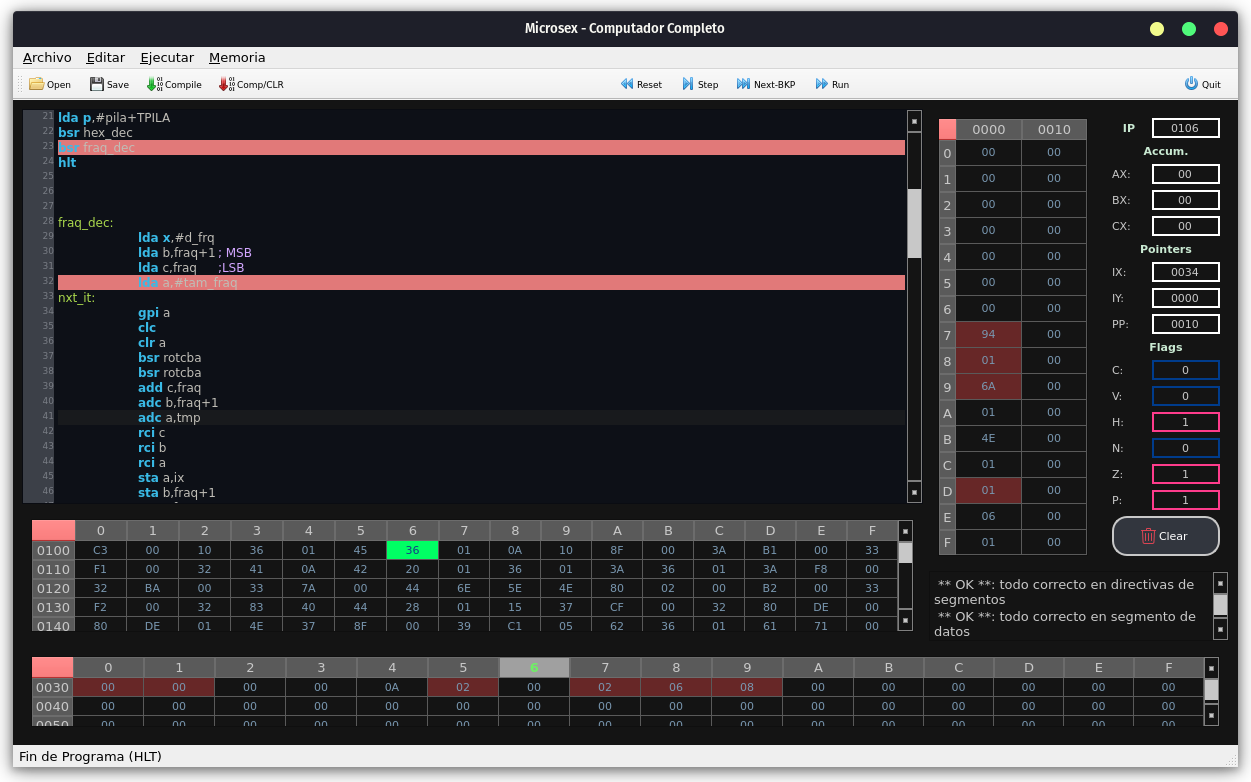 Microsex - Computador Completo
Archivo Editar Ejecutar Memoria
Open Save Compile Comp/CLR Reset Step Next-BKP Run Quit
21 lda p,#pila+TPILA
22 bsr hex_dec
23 bsr fraq_dec
24 hlt
25
26
27
28 fraq_dec:
29 lda x,#d_frq
30 lda b,fraq+1 ; MSB
31 lda c,fraq ;LSB
32 lda a,#tam_fraq
33 nxt_it:
34 gpi a
35 clc
36 clr a
37 bsr rotcba
38 bsr rotcba
39 add c,fraq
40 adc b,fraq+1
41 adc a,tmp
42 rci c
43 rci b
44 rci a
45 sta a,ix
46 sta b,fraq+1
0000 0010
0 00 00
1 00 00
2 00 00
3 00 00
4 00 00
5 00 00
6 00 00
7 94 00
8 01 00
9 6A 00
A 01 00
B 4E 00
C 01 00
D 01 00
E 06 00
F 01 00
IP 0106
Accum.
AX: 00
BX: 00
CX: 00
Pointers
IX: 0034
IY: 0000
PP: 0010
Flags
C: 0
V: 0
H: 1
N: 0
Z: 1
P: 1
Clear
0 1 2 3 4 5 6 7 8 9 A B C D E F
0100 C3 00 10 36 01 45 36 01 0A 10 8F 00 3A B1 00 33
0110 F1 00 32 41 0A 42 20 01 36 01 3A 36 01 3A F8 00
0120 32 BA 00 33 7A 00 44 6E 5E 4E 80 02 00 B2 00 33
0130 F2 00 32 83 40 44 28 01 15 37 CF 00 32 80 DE 00
0140 80 DE 01 4E 37 8F 00 39 C1 05 62 36 01 61 71 00
** OK **: todo correcto en directivas de
segmentos
** OK **: todo correcto en segmento de
datos
0 1 2 3 4 5 6 7 8 9 A B C D E F
0030 00 00 00 00 0A 02 00 02 06 08 00 00 00 00 00 00
0040 00 00 00 00 00 00 00 00 00 00 00 00 00 00 00 00
0050 00 00 00 00 00 00 00 00 00 00 00 00 00 00 00 00
Fin de Programa (HLT)